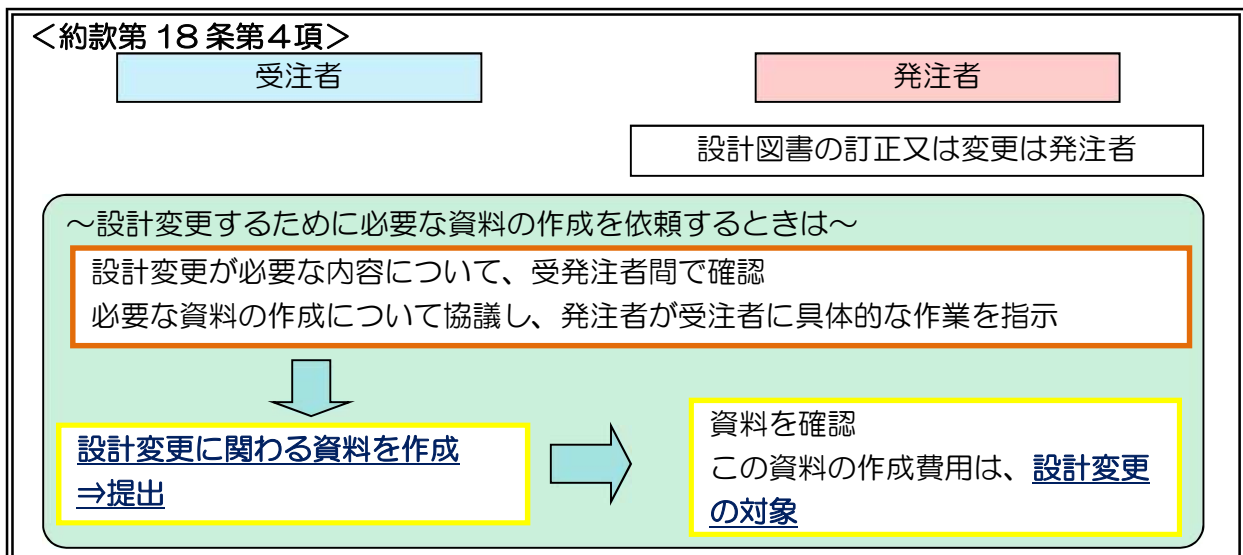 ＜約款第18条第４項＞
受注者
発注者
設計図書の訂正又は変更は発注者
～設計変更するために必要な資料の作成を依頼するときは～
設計変更が必要な内容について、受発注者間で確認
必要な資料の作成について協議し、発注者が受注者に具体的な作業を指示
設計変更に関わる資料を作成
⇒提出
資料を確認
この資料の作成費用は、設計変更
の対象